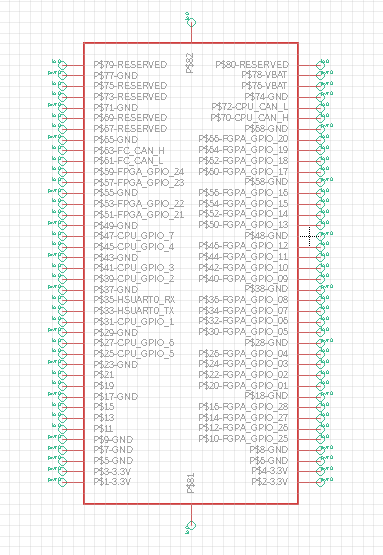 P$82
P$79-RESERVED
P$77-GND
P$75-RESERVED
P$73-RESERVED
P$71-GND
P$69-RESERVED
P$67-RESERVED
P$65-GND
P$63-FC_CAN_H
P$61-FC_CAN_L
P$59-FPGA_GPIO_24
P$57-FPGA_GPIO_23
P$55-GND
P$53-FPGA_GPIO_22
P$51-FPGA_GPIO_21
P$49-GND
P$47-CPU_GPIO_7
P$45-CPU_GPIO_4
P$43-GND
P$41-CPU_GPIO_3
P$39-CPU_GPIO_2
P$37-GND
P$35-HSUART0_RX
P$33-HSUART0_TX
P$31-CPU_GPIO_1
P$29-GND
P$27-CPU_GPIO_6
P$25-CPU_GPIO_5
P$23-GND
P$21
P$19
P$17-GND
P$15
P$13
P$11
P$9-GND
P$7-GND
P$5-GND
P$3-3.3V
P$1-3.3V
P$80-RESERVED
P$78-VBAT
P$76-VBAT
P$74-GND
P$72-CPU_CAN_L
P$70-CPU_CAN_H
P$68-GND
P$66-FGPA_GPIO_20
P$64-FGPA_GPIO_19
P$62-FGPA_GPIO_18
P$60-FGPA_GPIO_17
P$58-GND
P$56-FGPA_GPIO_16
P$54-FGPA_GPIO_15
P$52-FGPA_GPIO_14
P$50-FGPA_GPIO_13
P$48-GND
P$46-FGPA_GPIO_12
P$44-FGPA_GPIO_11
P$42-FGPA_GPIO_10
P$40-FGPA_GPIO_09
P$38-GND
P$36-FGPA_GPIO_08
P$34-FGPA_GPIO_07
P$32-FGPA_GPIO_06
P$30-FGPA_GPIO_05
P$28-GND
P$26-FGPA_GPIO_04
P$24-FGPA_GPIO_03
P$22-FGPA_GPIO_02
P$20-FGPA_GPIO_01
P$18-GND
P$16-FGPA_GPIO_28
P$14-FGPA_GPIO_27
P$12-FGPA_GPIO_26
P$10-FGPA_GPIO_25
P$8-GND
P$6-GND
P$4-3.3V
P$2-3.3V
P$81